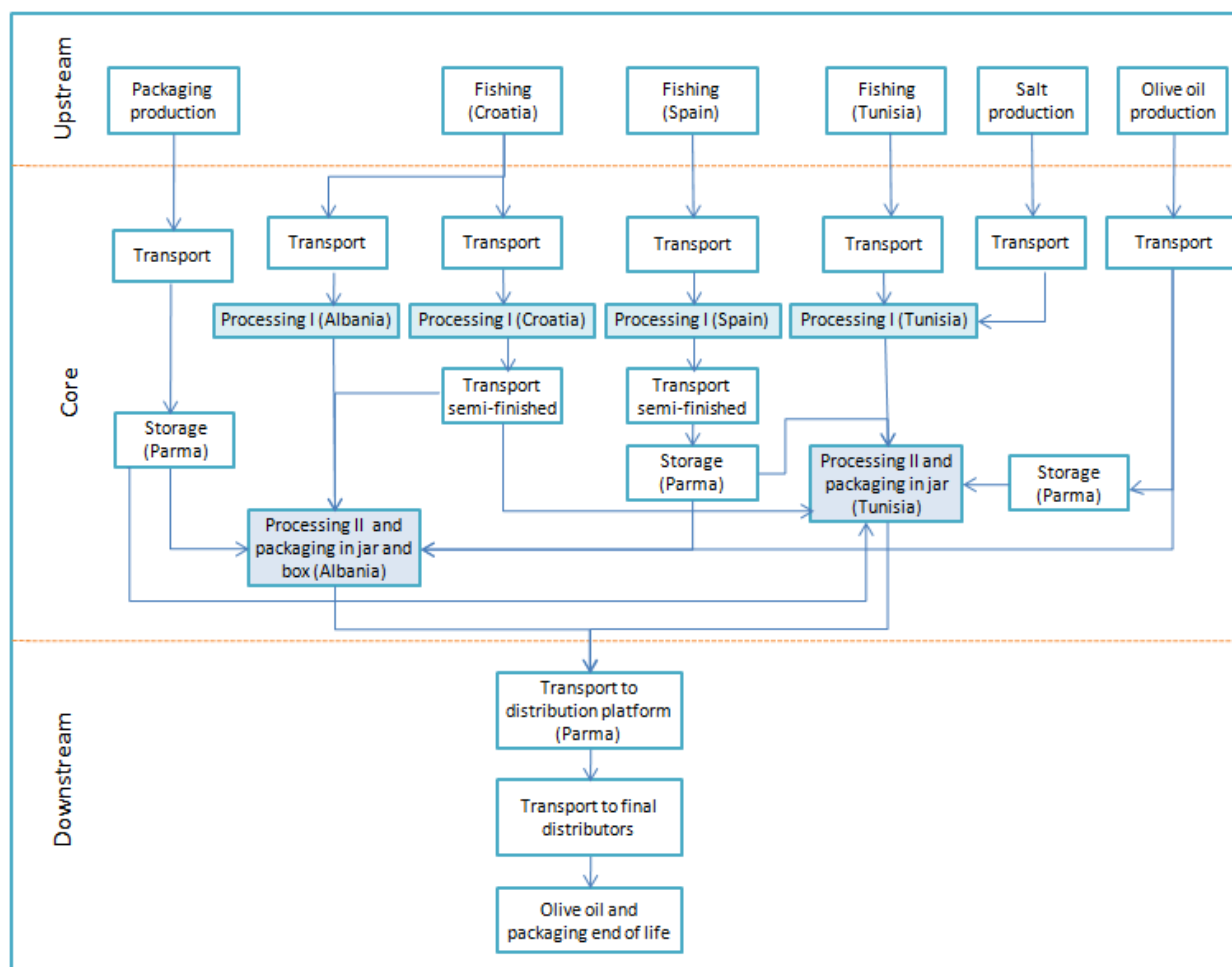 Upstream
Packaging
production
Fishing
(Croatia)
Fishing
(Spain)
Fishing
(Tunisia)
Salt
production
Olive oil
production
Core
Transport
Transport
Transport
Transport
Transport
Transport
Transport
Processing I (Albania)
Processing I (Croatia)
Processing I (Spain)
Processing I (Tunisia)
Transport
semi-finished
Transport
semi-finished
Storage
(Parma)
Storage
(Parma)
Processing II and
packaging in jar
(Tunisia)
Storage
(Parma)
Processing II and
packaging in jar and
box (Albania)
Downstream
Transport to
distribution platform
(Parma)
Transport to final
distributors
Olive oil and
packaging end of life